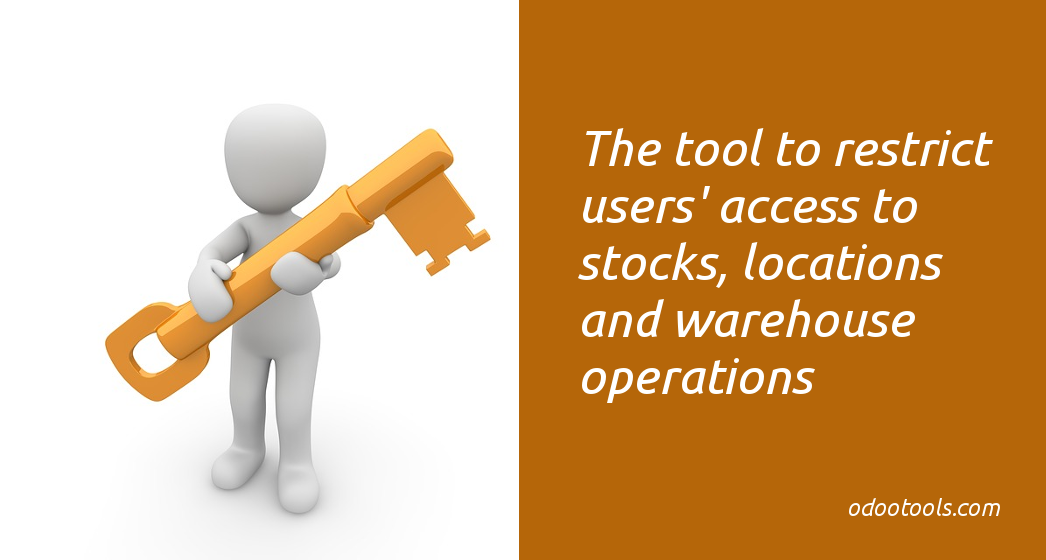 The tool to restrict
users' access to
stocks, locations
and warehouse
operations
odootools.com